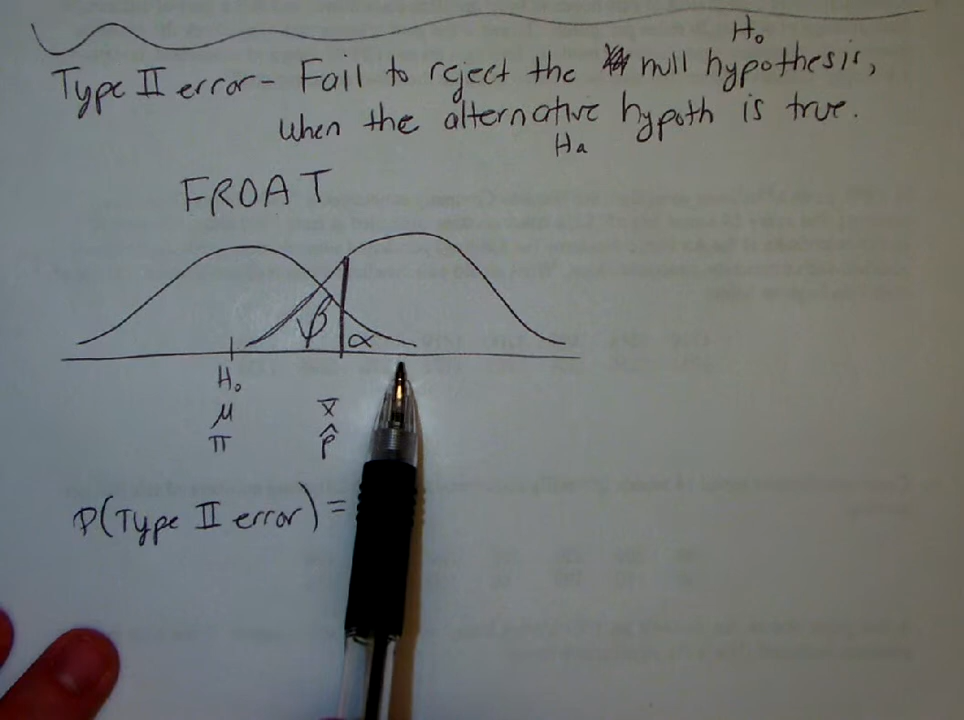 H₀
Type II error - Fail to reject the null hypothesis,
when the alternative hypoth is true.
Ha
FROAT
β α
H₀
μ x̄
π p̂
P(Type II error) =